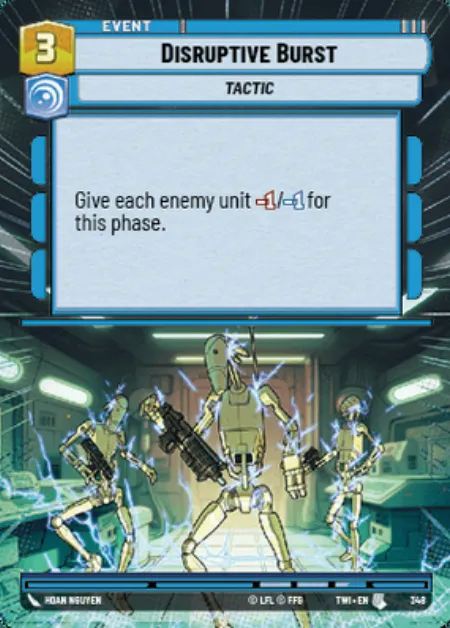 EVENT
3
DISRUPTIVE BURST
TACTIC
Give each enemy unit -1/-1 for
this phase.
HOAN NGUYEN
© LFL © FFG
TWI • EN
348